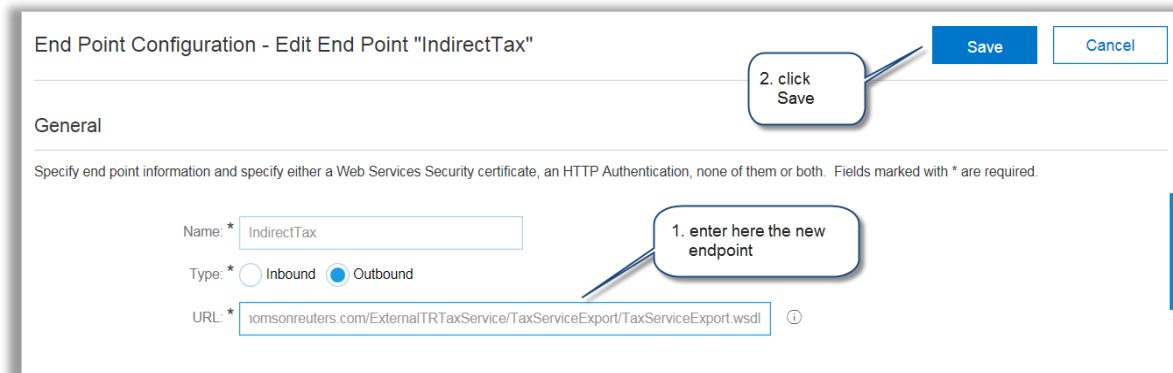 End Point Configuration - Edit End Point "IndirectTax"
Save
Cancel
2. click
Save
General
Specify end point information and specify either a Web Services Security certificate, an HTTP Authentication, none of them or both. Fields marked with * are required.
1. enter here the new
endpoint
Name: * IndirectTax
Type: * Inbound Outbound
URL: * omsonreuters.com/ExternalTRTaxService/TaxServiceExport/TaxServiceExport.wsdl